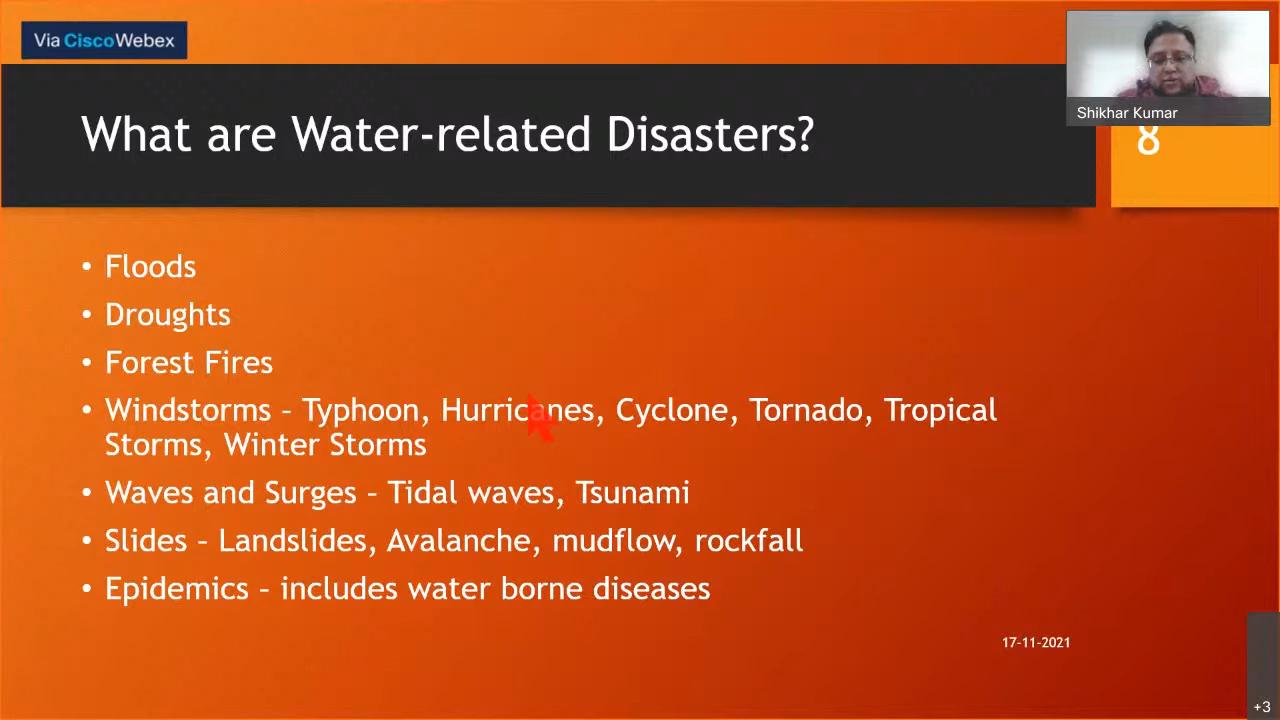 Via CiscoWebex
Shikhar Kumar
What are Water-related Disasters?
8
• Floods
• Droughts
• Forest Fires
• Windstorms – Typhoon, Hurricanes, Cyclone, Tornado, Tropical
Storms, Winter Storms
• Waves and Surges – Tidal waves, Tsunami
• Slides – Landslides, Avalanche, mudflow, rockfall
• Epidemics – includes water borne diseases
17-11-2021
+3